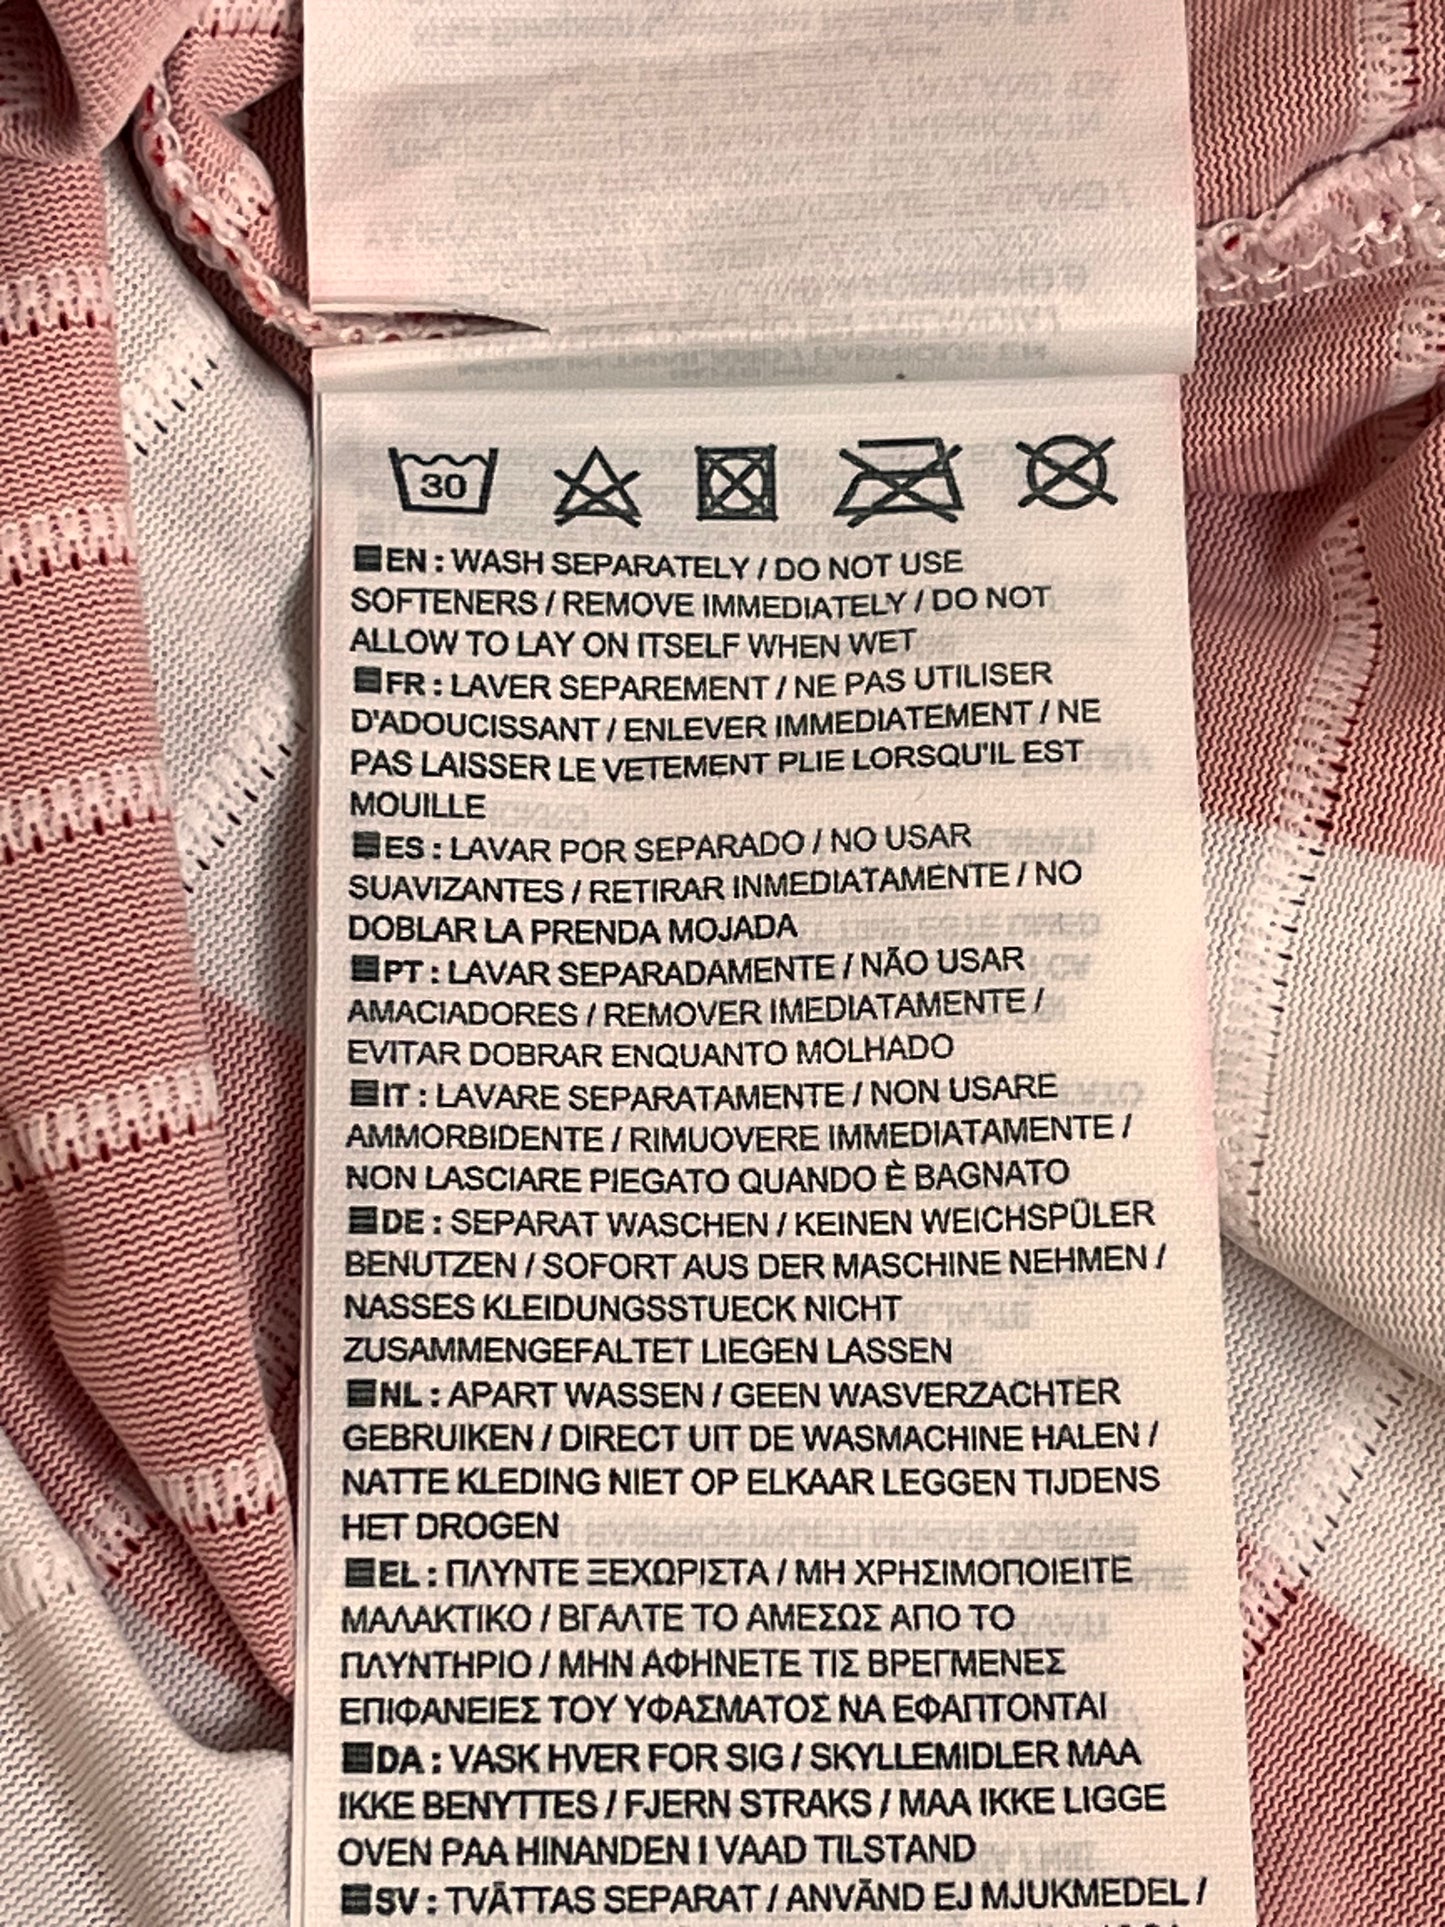 30
EN : WASH SEPARATELY / DO NOT USE
SOFTENERS / REMOVE IMMEDIATELY / DO NOT
ALLOW TO LAY ON ITSELF WHEN WET
FR : LAVER SEPAREMENT / NE PAS UTILISER
D'ADOUCISSANT / ENLEVER IMMEDIATEMENT / NE
PAS LAISSER LE VETEMENT PLIE LORSQU'IL EST
MOUILLE
ES : LAVAR POR SEPARADO / NO USAR
SUAVIZANTES / RETIRAR INMEDIATAMENTE / NO
DOBLAR LA PRENDA MOJADA
PT : LAVAR SEPARADAMENTE / NÃO USAR
AMACIADORES / REMOVER IMEDIATAMENTE /
EVITAR DOBRAR ENQUANTO MOLHADO
IT : LAVARE SEPARATAMENTE / NON USARE
AMMORBIDENTE / RIMUOVERE IMMEDIATAMENTE /
NON LASCIARE PIEGATO QUANDO È BAGNATO
DE : SEPARAT WASCHEN / KEINEN WEICHSPÜLER
BENUTZEN / SOFORT AUS DER MASCHINE NEHMEN /
NASSES KLEIDUNGSSTUECK NICHT
ZUSAMMENGEFALTET LIEGEN LASSEN
NL : APART WASSEN / GEEN WASVERZACHTER
GEBRUIKEN / DIRECT UIT DE WASMACHINE HALEN /
NATTE KLEDING NIET OP ELKAAR LEGGEN TIJDENS
HET DROGEN
EL : ΠΛΥΝΤΕ ΞΕΧΩΡΙΣΤΑ / ΜΗ ΧΡΗΣΙΜΟΠΟΙΕΙΤΕ
ΜΑΛΑΚΤΙΚΟ / ΒΓΑΛΤΕ ΤΟ ΑΜΕΣΩΣ ΑΠΟ ΤΟ
ΠΛΥΝΤΗΡΙΟ / ΜΗΝ ΑΦΗΝΕΤΕ ΤΙΣ ΒΡΕΓΜΕΝΕΣ
ΕΠΙΦΑΝΕΙΕΣ ΤΟΥ ΥΦΑΣΜΑΤΟΣ ΝΑ ΕΦΑΠΤΟΝΤΑΙ
DA : VASK HVER FOR SIG / SKYLLEMIDLER MAA
IKKE BENYTTES / FJERN STRAKS / MAA IKKE LIGGE
OVEN PAA HINANDEN I VAAD TILSTAND
SV : TVÄTTAS SEPARAT / ANVÄND EJ MJUKMEDEL /